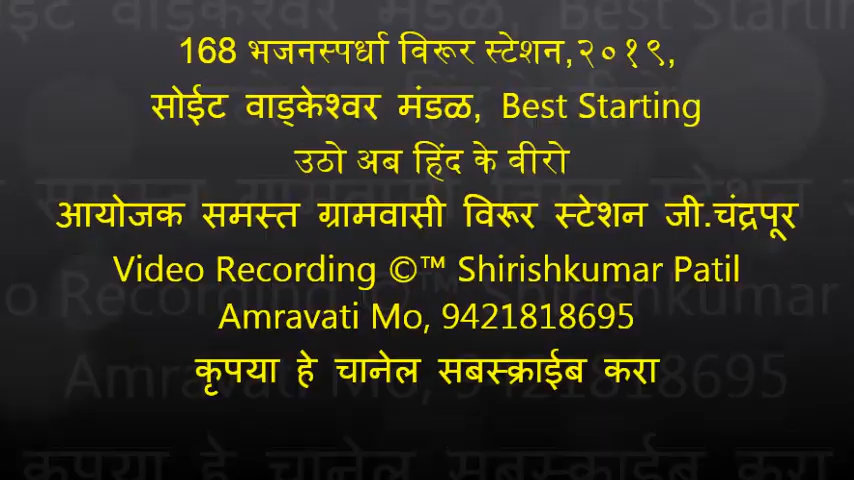 168 भजनस्पर्धा विरूर स्टेशन,२०१९,
सोईट वाड्केश्वर मंडळ, Best Starting
उठो अब हिंद के वीरो
आयोजक समस्त ग्रामवासी विरूर स्टेशन जी.चंद्रपूर
Video Recording ©™ Shirishkumar Patil
Amravati Mo, 9421818695
कृपया हे चानेल सबस्क्राईब करा